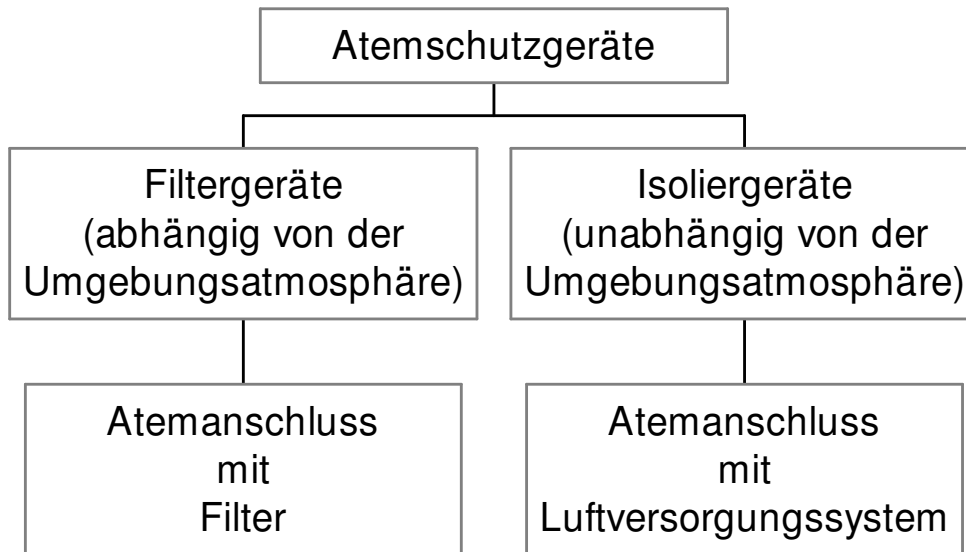 Atemschutzgeräte
Filtergeräte
(abhängig von der
Umgebungsatmosphäre)
Isoliergeräte
(unabhängig von der
Umgebungsatmosphäre)
Atemanschluss
mit
Filter
Atemanschluss
mit
Luftversorgungssystem